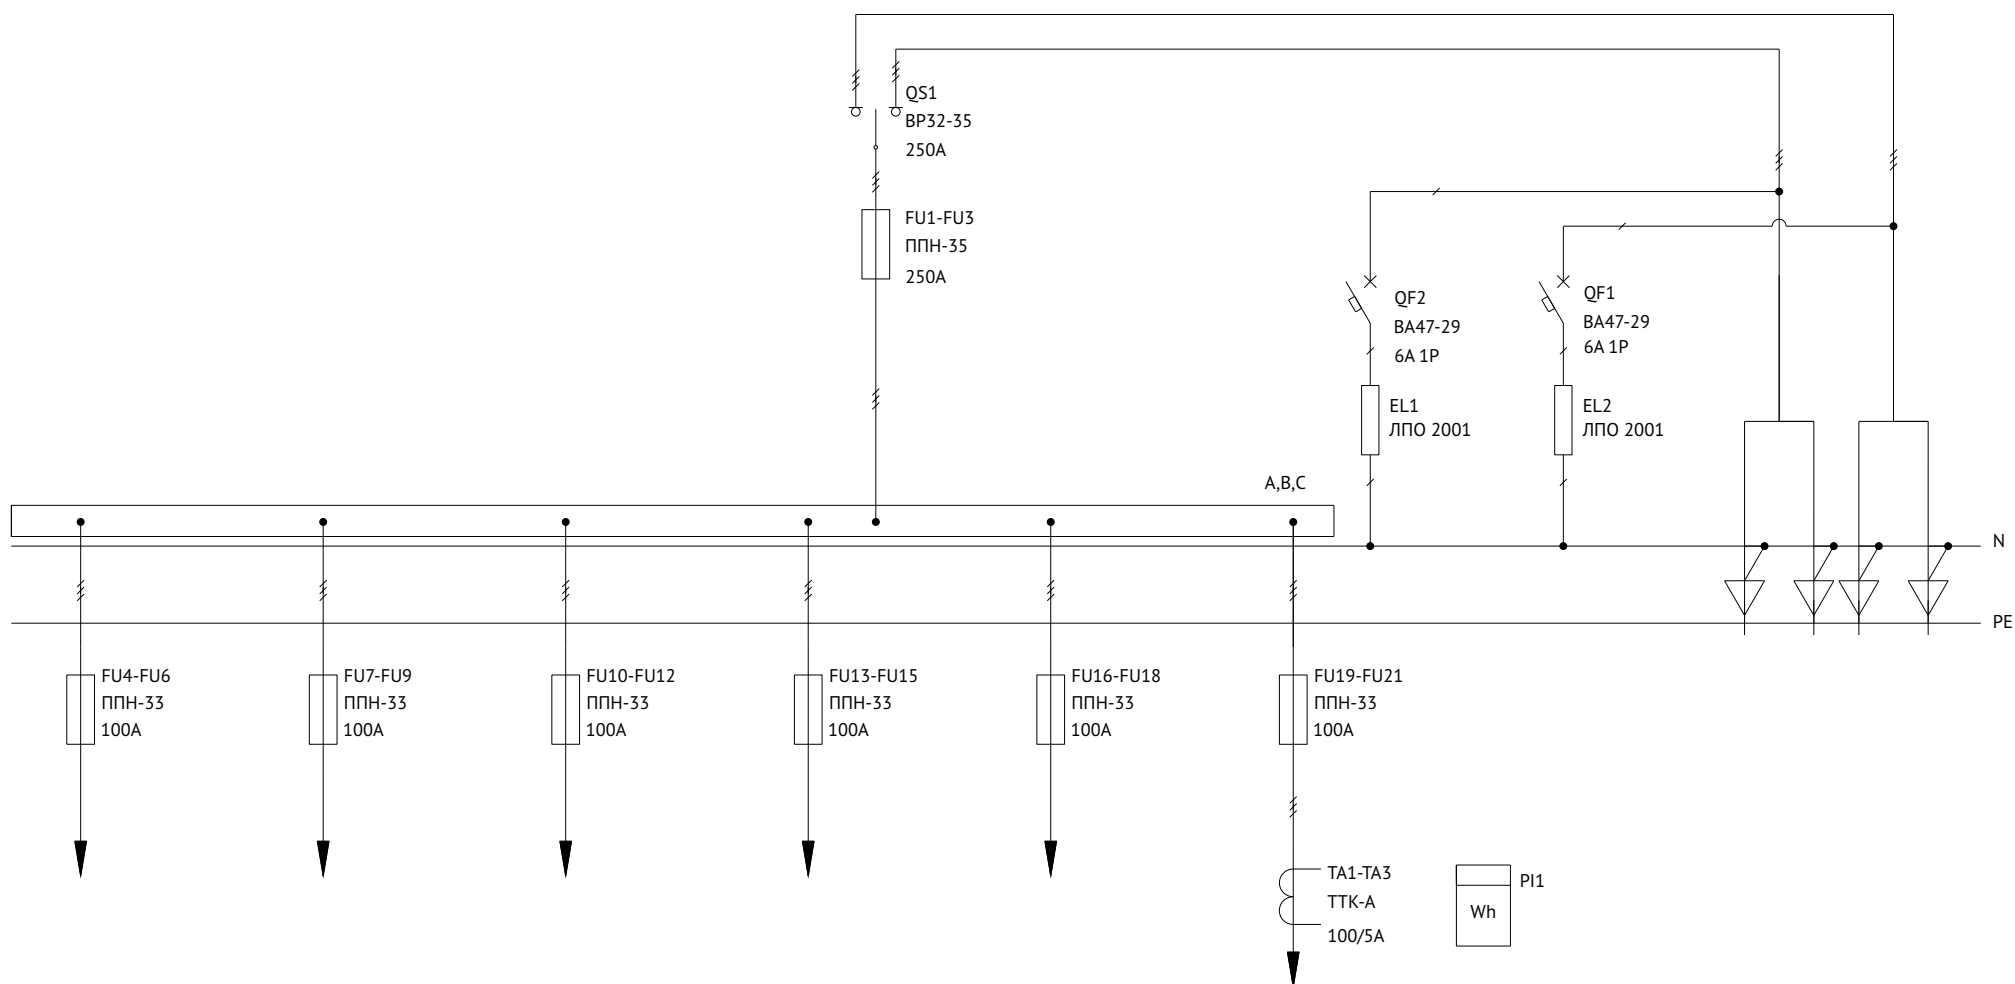 QS1
ВР32-35
250А
FU1-FU3
ППН-35
250А
QF2
ВА47-29
6А 1Р
QF1
ВА47-29
6А 1Р
EL1
ЛПО 2001
EL2
ЛПО 2001
A,B,C
N
PE
FU4-FU6
ППН-33
100А
FU7-FU9
ППН-33
100А
FU10-FU12
ППН-33
100А
FU13-FU15
ППН-33
100А
FU16-FU18
ППН-33
100А
FU19-FU21
ППН-33
100А
TA1-TA3
ТТК-А
100/5А
PI1
Wh